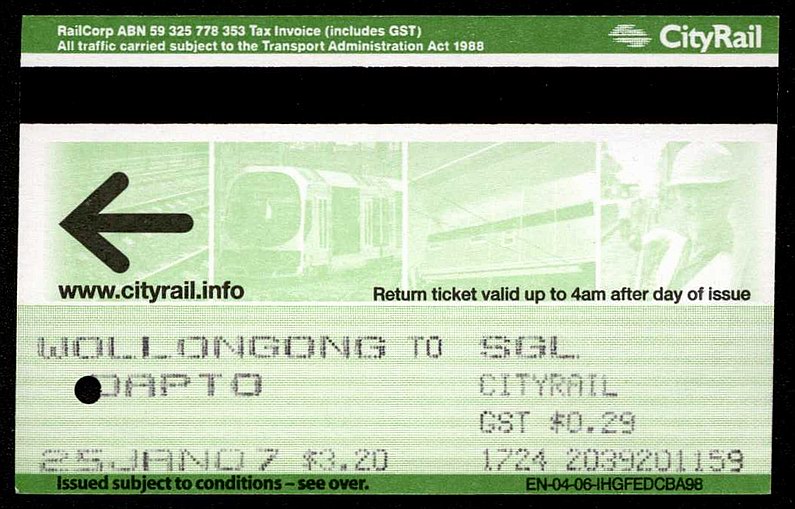 RailCorp ABN 59 325 778 353 Tax Invoice (includes GST)
All traffic carried subject to the Transport Administration Act 1988
CityRail
www.cityrail.info
Return ticket valid up to 4am after day of issue
WOLLONGONG TO SGL
DAPTO CITYRAIL
GST $0.29
25JAN07 $3.20 1724 2039201159
Issued subject to conditions – see over.
EN-04-06-IHGFEDCBA98